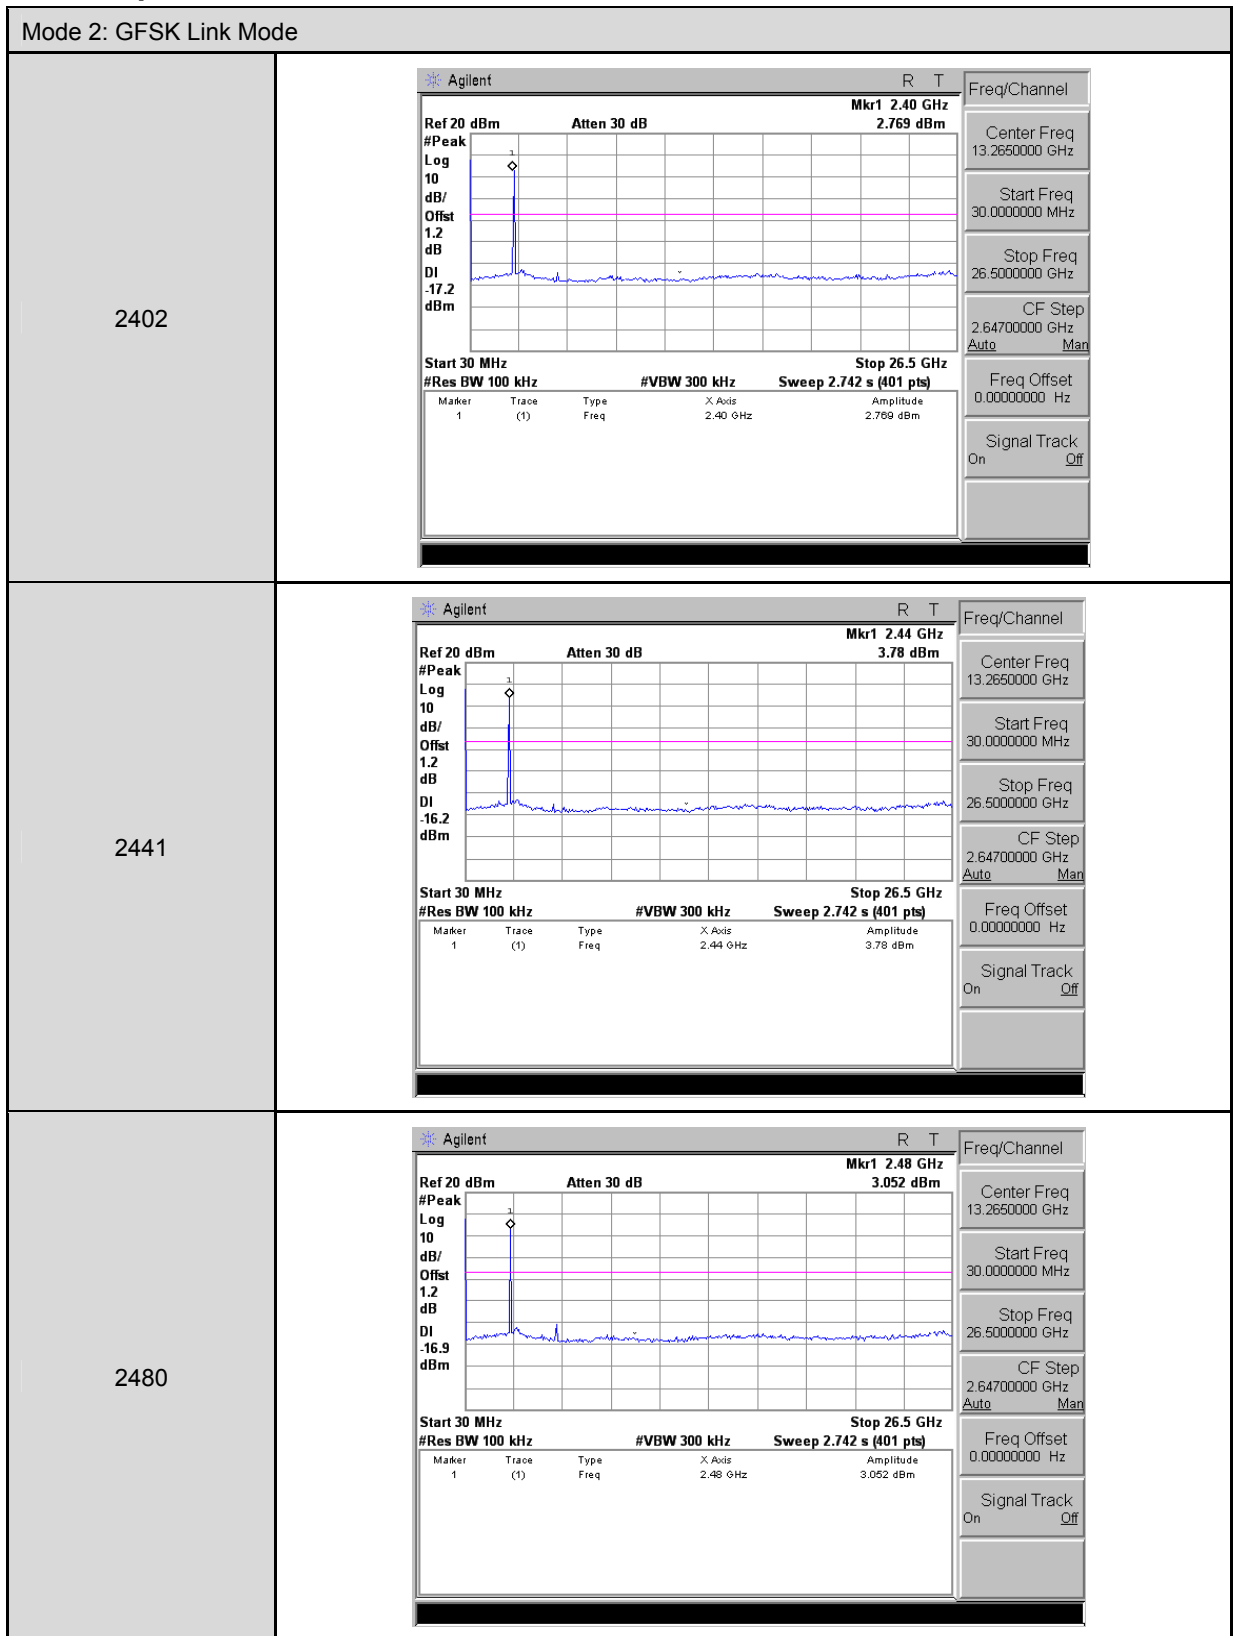 Mode 2: GFSK Link Mode
2402
Agilent R T
Mkr1 2.40 GHz
Ref 20 dBm Atten 30 dB 2.769 dBm
#Peak
Log
10
dB/
Offst
1.2
dB
DI
-17.2
dBm
1
Start 30 MHz Stop 26.5 GHz
#Res BW 100 kHz #VBW 300 kHz Sweep 2.742 s (401 pts)
Marker Trace Type X Axis Amplitude
1 (1) Freq 2.40 GHz 2.769 dBm
Freq/Channel
Center Freq
13.2650000 GHz
Start Freq
30.0000000 MHz
Stop Freq
26.5000000 GHz
CF Step
2.64700000 GHz
Auto Man
Freq Offset
0.00000000 Hz
Signal Track
On Off
2441
Agilent R T
Mkr1 2.44 GHz
Ref 20 dBm Atten 30 dB 3.78 dBm
#Peak
Log
10
dB/
Offst
1.2
dB
DI
-16.2
dBm
1
Start 30 MHz Stop 26.5 GHz
#Res BW 100 kHz #VBW 300 kHz Sweep 2.742 s (401 pts)
Marker Trace Type X Axis Amplitude
1 (1) Freq 2.44 GHz 3.78 dBm
Freq/Channel
Center Freq
13.2650000 GHz
Start Freq
30.0000000 MHz
Stop Freq
26.5000000 GHz
CF Step
2.64700000 GHz
Auto Man
Freq Offset
0.00000000 Hz
Signal Track
On Off
2480
Agilent R T
Mkr1 2.48 GHz
Ref 20 dBm Atten 30 dB 3.052 dBm
#Peak
Log
10
dB/
Offst
1.2
dB
DI
-16.9
dBm
1
Start 30 MHz Stop 26.5 GHz
#Res BW 100 kHz #VBW 300 kHz Sweep 2.742 s (401 pts)
Marker Trace Type X Axis Amplitude
1 (1) Freq 2.48 GHz 3.052 dBm
Freq/Channel
Center Freq
13.2650000 GHz
Start Freq
30.0000000 MHz
Stop Freq
26.5000000 GHz
CF Step
2.64700000 GHz
Auto Man
Freq Offset
0.00000000 Hz
Signal Track
On Off